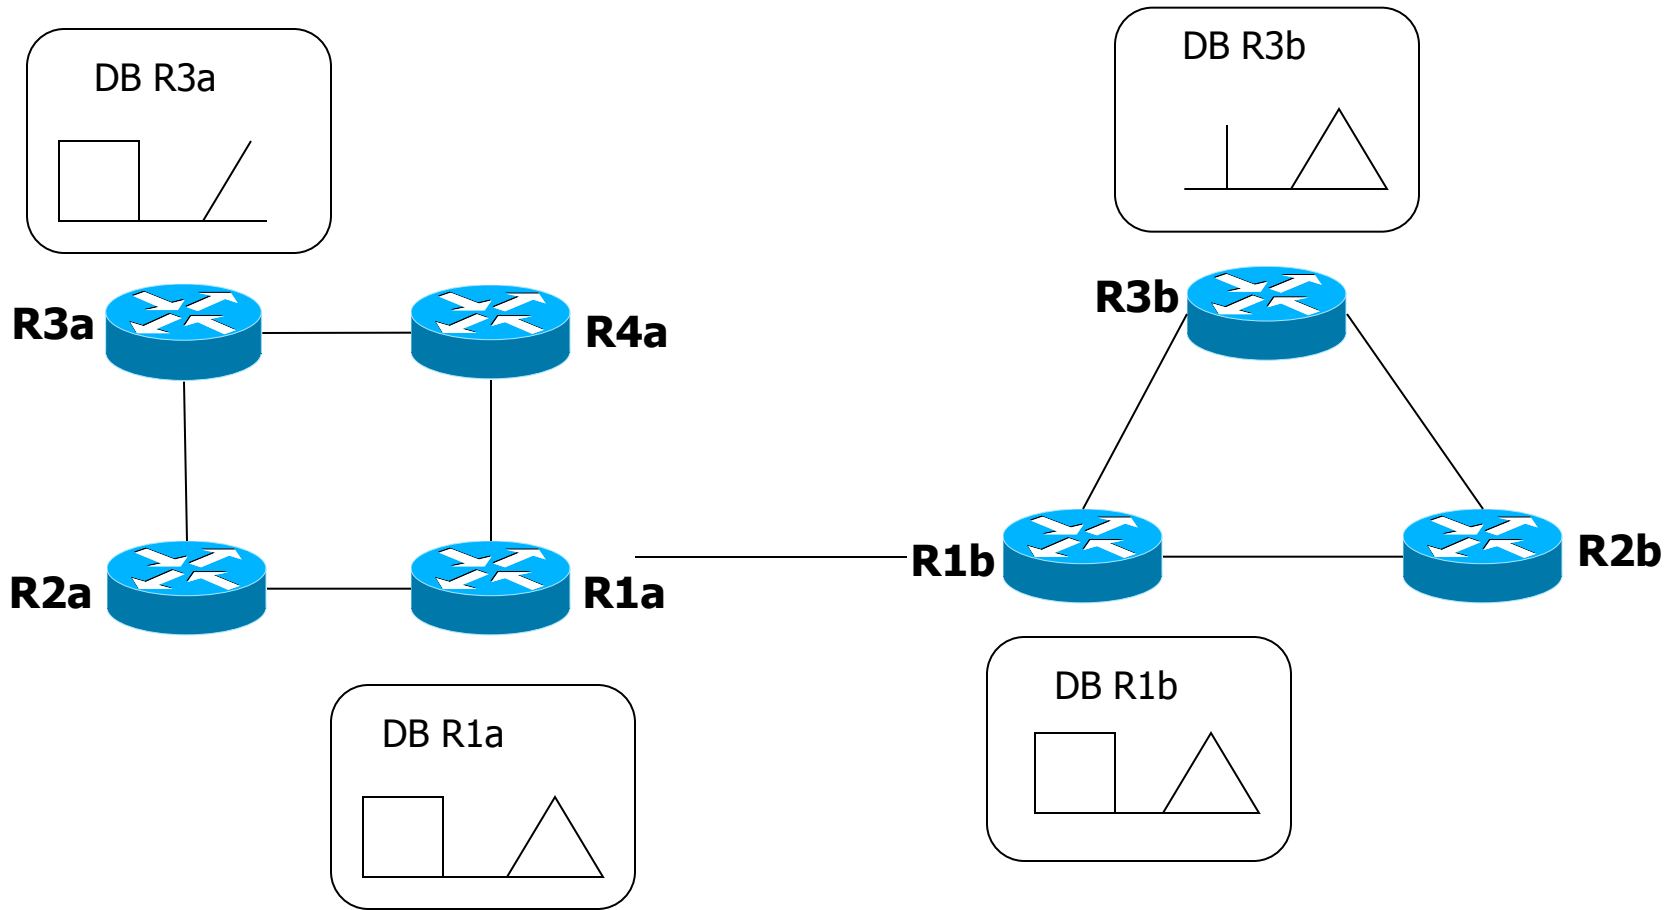 DB R3a
DB R3b
R3a
R4a
R3b
R2a
R1a
R1b
R2b
DB R1a
DB R1b